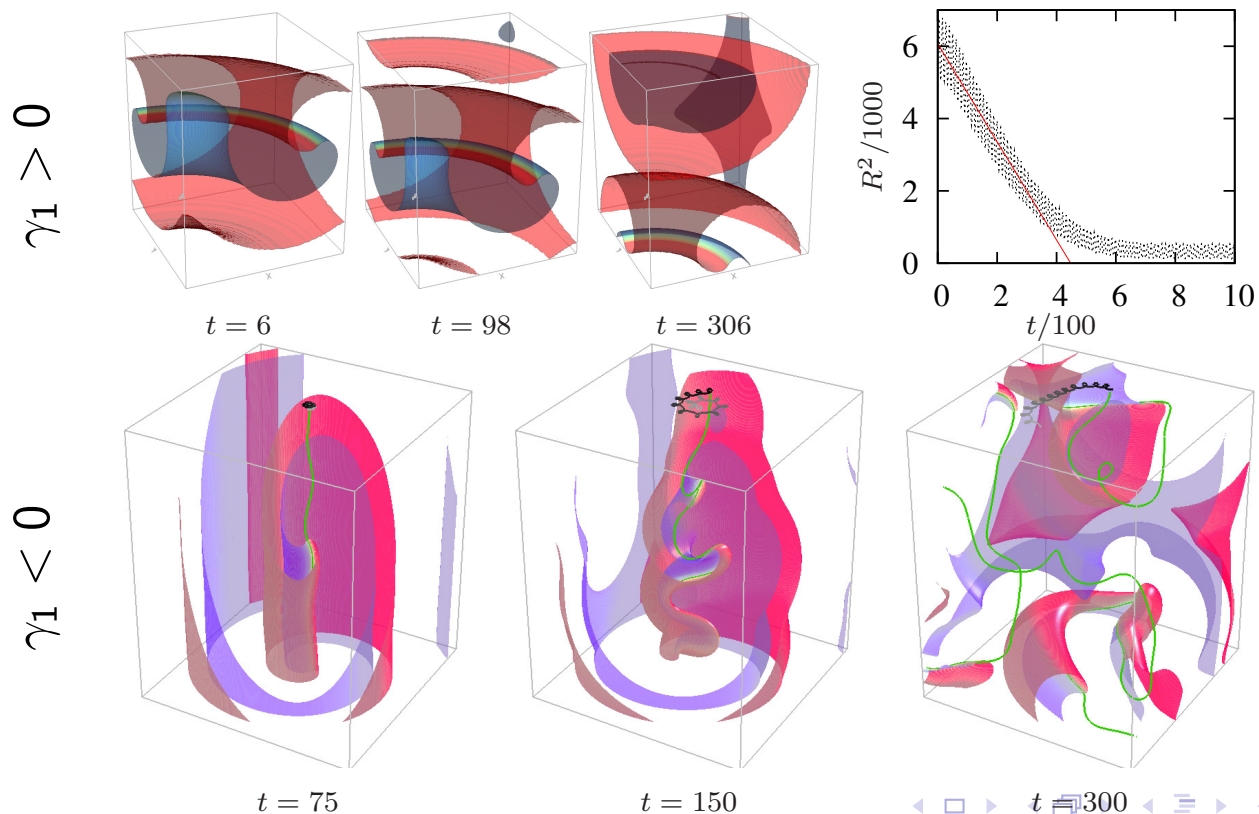 γ₁ > 0
x
x
t = 6
t = 98
t = 306
R²/1000
6
4
2
0
0 2 4 6 8 10
t/100
γ₁ < 0
t = 75
t = 150
t = 300